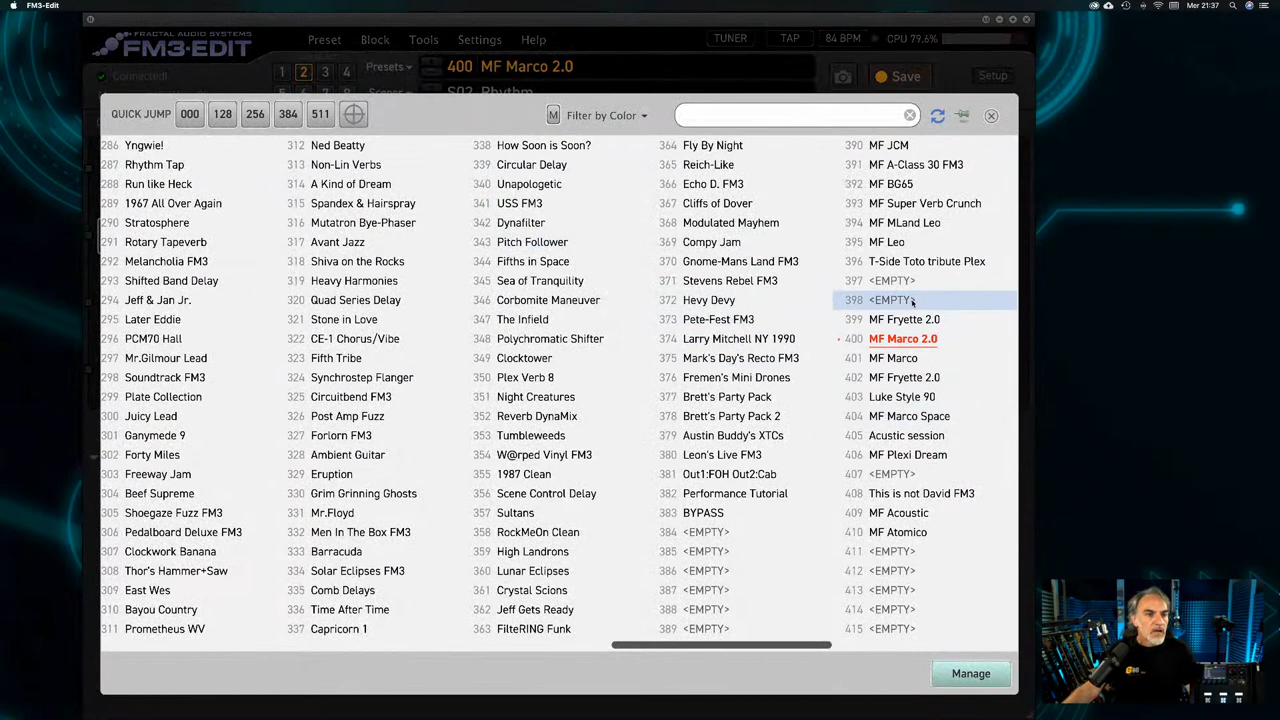 FM3-Edit
Mer 21:37
FRACTAL AUDIO SYSTEMS
FM3-EDIT
Preset Block Tools Settings Help
TUNER TAP 84 BPM CPU 79,6%
Connected!
1 2 3 4
Presets
400 MF Marco 2.0
Save
Setup
QUICK JUMP 000 128 256 384 511
M Filter by Color
286 Yngwie!
287 Rhythm Tap
288 Run like Heck
289 1967 All Over Again
290 Stratosphere
291 Rotary Tapeverb
292 Melancholia FM3
293 Shifted Band Delay
294 Jeff & Jan Jr.
295 Later Eddie
296 PCM70 Hall
297 Mr.Gilmour Lead
298 Soundtrack FM3
299 Plate Collection
300 Juicy Lead
301 Ganymede 9
302 Forty Miles
303 Freeway Jam
304 Beef Supreme
305 Shoegaze Fuzz FM3
306 Pedalboard Deluxe FM3
307 Clockwork Banana
308 Thor's Hammer+Saw
309 East Wes
310 Bayou Country
311 Prometheus WV
312 Ned Beatty
313 Non-Lin Verbs
314 A Kind of Dream
315 Spandex & Hairspray
316 Mutatron Bye-Phaser
317 Avant Jazz
318 Shiva on the Rocks
319 Heavy Harmonies
320 Quad Series Delay
321 Stone in Love
322 CE-1 Chorus/Vibe
323 Fifth Tribe
324 Synchrostep Flanger
325 Circuitbend FM3
326 Post Amp Fuzz
327 Forlorn FM3
328 Ambient Guitar
329 Eruption
330 Grim Grinning Ghosts
331 Mr.Floyd
332 Men In The Box FM3
333 Barracuda
334 Solar Eclipses FM3
335 Comb Delays
336 Time After Time
337 Capricorn 1
338 How Soon is Soon?
339 Circular Delay
340 Unapologetic
341 USS FM3
342 Dynafilter
343 Pitch Follower
344 Fifths in Space
345 Sea of Tranquility
346 Corbomite Maneuver
347 The Infield
348 Polychromatic Shifter
349 Clocktower
350 Plex Verb 8
351 Night Creatures
352 Reverb DynaMix
353 Tumbleweeds
354 W@rped Vinyl FM3
355 1987 Clean
356 Scene Control Delay
357 Sultans
358 RockMeOn Clean
359 High Landrons
360 Lunar Eclipses
361 Crystal Scions
362 Jeff Gets Ready
363 FilteRING Funk
364 Fly By Night
365 Reich-Like
366 Echo D. FM3
367 Cliffs of Dover
368 Modulated Mayhem
369 Compy Jam
370 Gnome-Mans Land FM3
371 Stevens Rebel FM3
372 Hevy Devy
373 Pete-Fest FM3
374 Larry Mitchell NY 1990
375 Mark's Day's Recto FM3
376 Fremen's Mini Drones
377 Brett's Party Pack
378 Brett's Party Pack 2
379 Austin Buddy's XTCs
380 Leon's Live FM3
381 Out1:FOH Out2:Cab
382 Performance Tutorial
383 BYPASS
384 <EMPTY>
385 <EMPTY>
386 <EMPTY>
387 <EMPTY>
388 <EMPTY>
389 <EMPTY>
390 MF JCM
391 MF A-Class 30 FM3
392 MF BG65
393 MF Super Verb Crunch
394 MF MLand Leo
395 MF Leo
396 T-Side Toto tribute Plex
397 <EMPTY>
398 <EMPTY>
399 MF Fryette 2.0
400 MF Marco 2.0
401 MF Marco
402 MF Fryette 2.0
403 Luke Style 90
404 MF Marco Space
405 Acustic session
406 MF Plexi Dream
407 <EMPTY>
408 This is not David FM3
409 MF Acoustic
410 MF Atomico
411 <EMPTY>
412 <EMPTY>
413 <EMPTY>
414 <EMPTY>
415 <EMPTY>
Manage